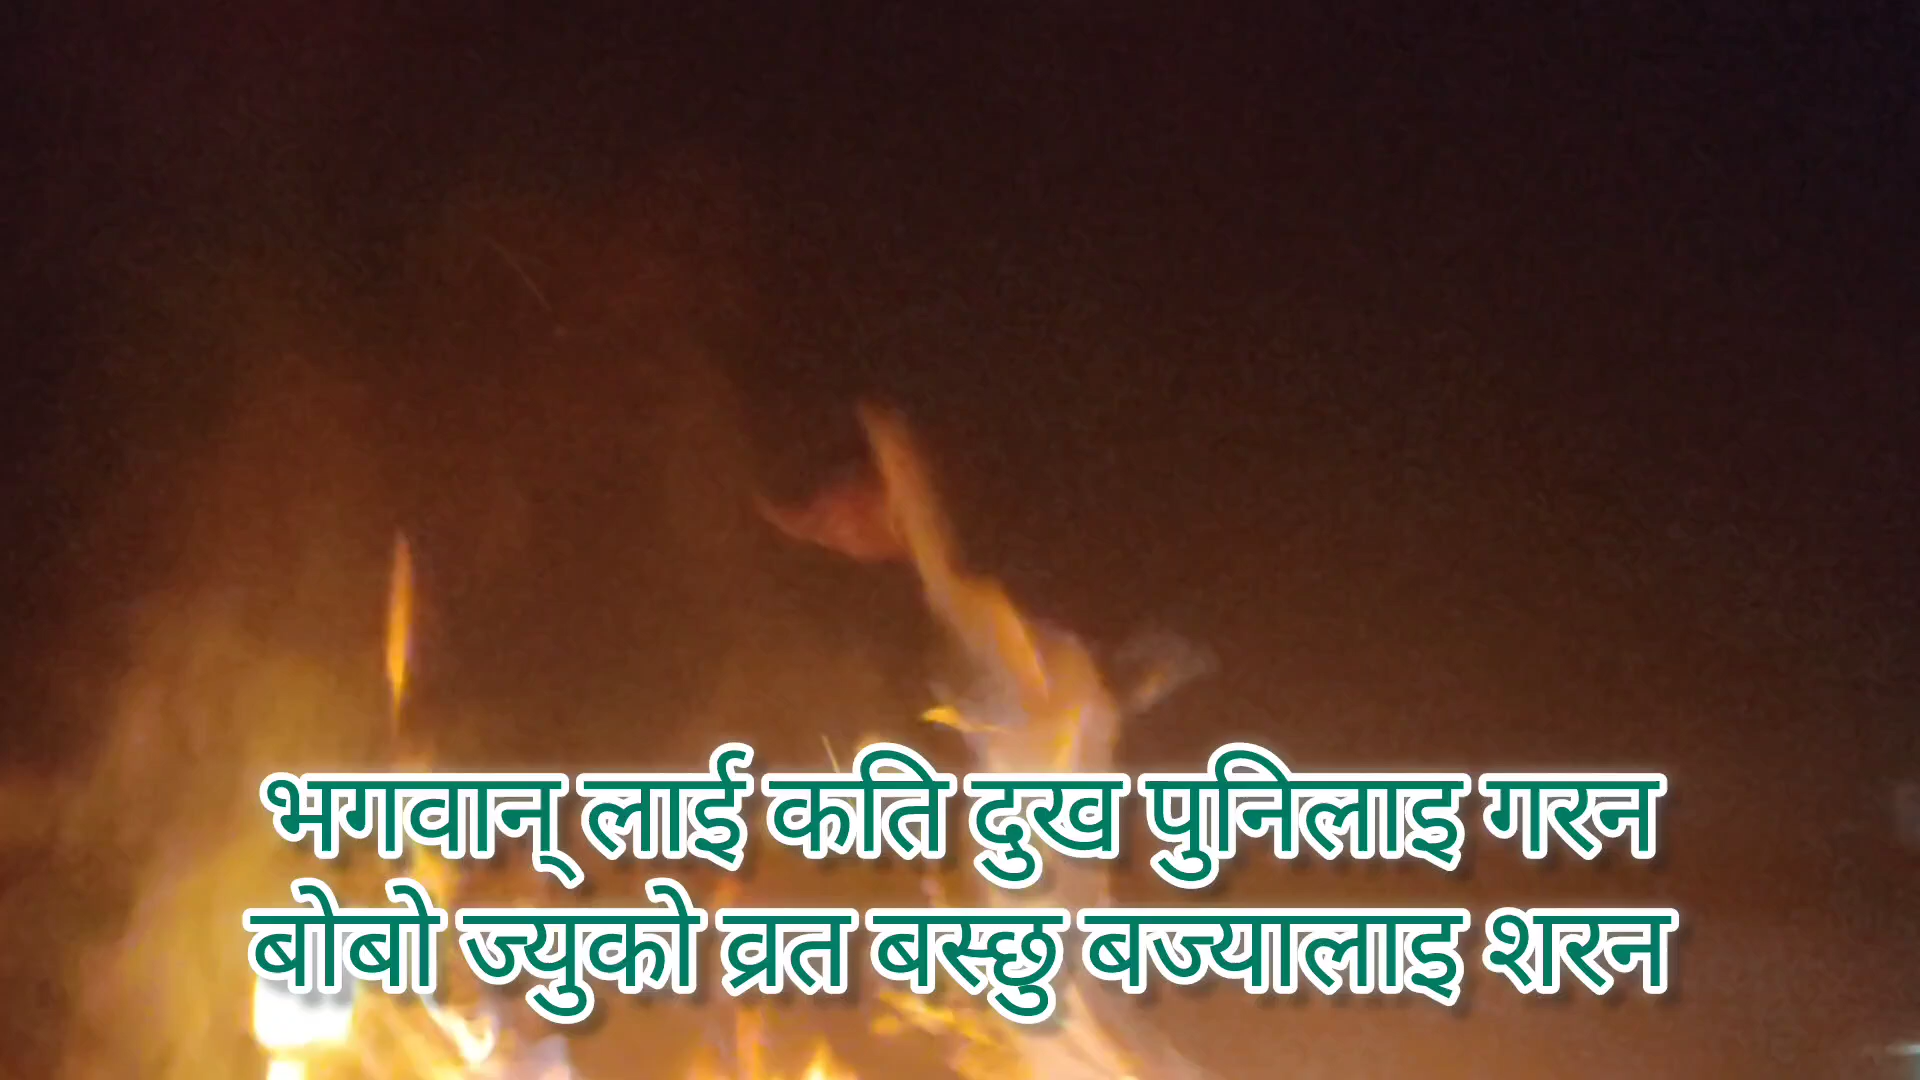 भगवान् लाई कति दुख पुनिलाइ गरन
बोबो ज्युको व्रत बस्छु बज्यालाइ शरन